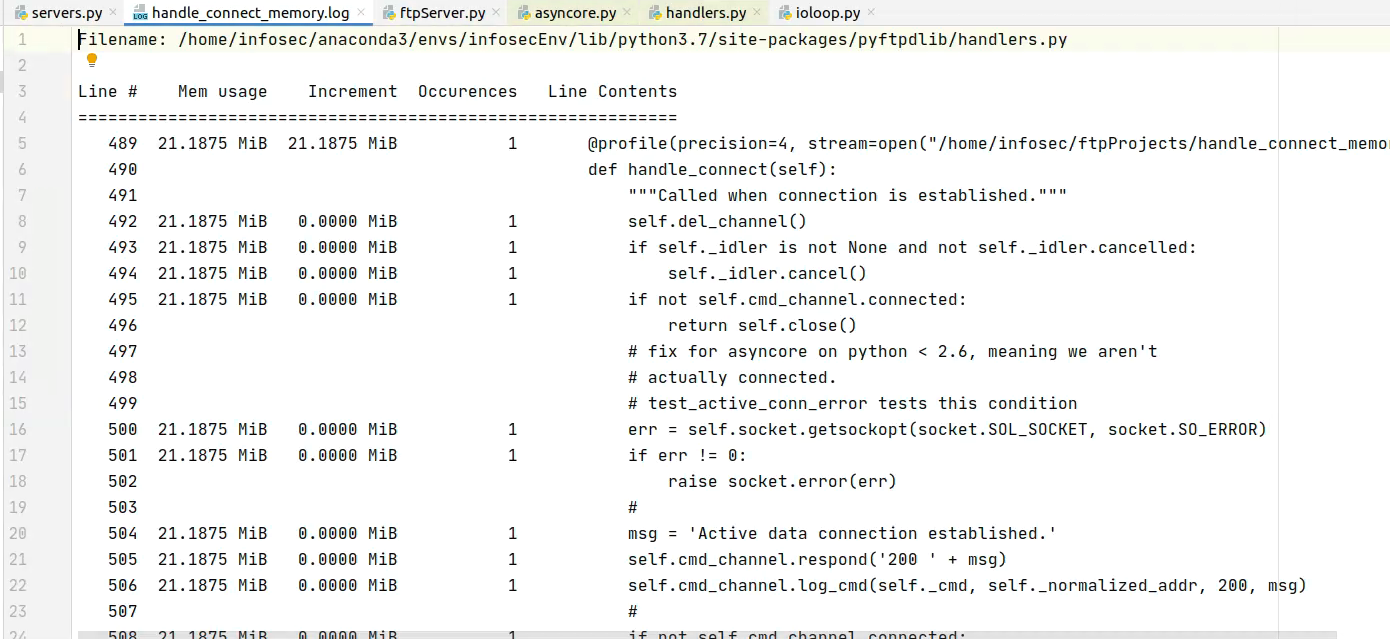 servers.py × handle_connect_memory.log × ftpServer.py × asyncore.py × handlers.py × ioloop.py ×
1 Filename: /home/infosec/anaconda3/envs/infosecEnv/lib/python3.7/site-packages/pyftpdlib/handlers.py
2
3 Line # Mem usage Increment Occurences Line Contents
4 ============================================================
5 489 21.1875 MiB 21.1875 MiB 1 @profile(precision=4, stream=open("/home/infosec/ftpProjects/handle_connect_memo
6 490 def handle_connect(self):
7 491 """Called when connection is established."""
8 492 21.1875 MiB 0.0000 MiB 1 self.del_channel()
9 493 21.1875 MiB 0.0000 MiB 1 if self._idler is not None and not self._idler.cancelled:
10 494 21.1875 MiB 0.0000 MiB 1 self._idler.cancel()
11 495 21.1875 MiB 0.0000 MiB 1 if not self.cmd_channel.connected:
12 496 return self.close()
13 497 # fix for asyncore on python < 2.6, meaning we aren't
14 498 # actually connected.
15 499 # test_active_conn_error tests this condition
16 500 21.1875 MiB 0.0000 MiB 1 err = self.socket.getsockopt(socket.SOL_SOCKET, socket.SO_ERROR)
17 501 21.1875 MiB 0.0000 MiB 1 if err != 0:
18 502 raise socket.error(err)
19 503 #
20 504 21.1875 MiB 0.0000 MiB 1 msg = 'Active data connection established.'
21 505 21.1875 MiB 0.0000 MiB 1 self.cmd_channel.respond('200 ' + msg)
22 506 21.1875 MiB 0.0000 MiB 1 self.cmd_channel.log_cmd(self._cmd, self._normalized_addr, 200, msg)
23 507 #
24 508 21.1875 MiB 0.0000 MiB 1 if not self.cmd_channel.connected: